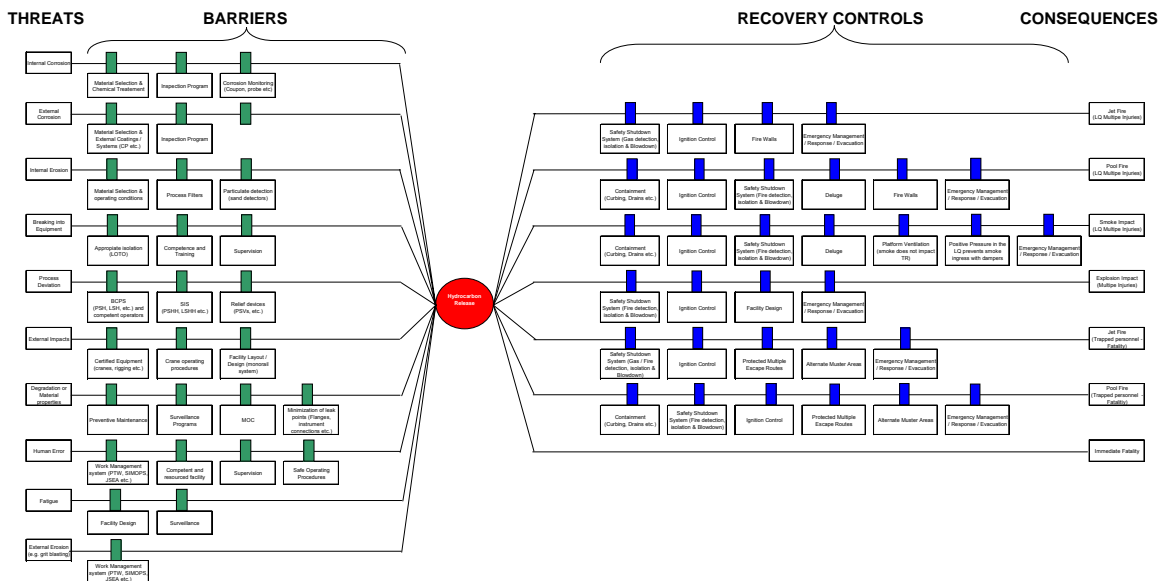 THREATS
BARRIERS
RECOVERY CONTROLS
CONSEQUENCES
Internal Corrosion
Material Selection &
Chemical Treatement
Inspection Program
Corrosion Monitoring
(Coupon, probe etc)
External
Corrosion
Material Selection &
External Coatings /
Systems (CP etc.)
Inspection Program
Internal Erosion
Material Selection &
operating conditions
Process Filters
Particulate detection
(sand detectors)
Breaking into
Equipment
Appropiate isolation
(LOTO)
Competence and
Training
Supervision
Process
Deviation
BCPS
(PSH, LSH, etc.) and
competent operators
SIS
(PSHH, LSHH etc.)
Relief devices
(PSVs, etc.)
External Impacts
Certified Equipment
(cranes, rigging etc.)
Crane operating
procedures
Facility Layout /
Design (monorail
system)
Degradation or
Material
properties
Preventive Maintenance
Surveillance
Programs
MOC
Minimization of leak
points (Flanges,
instrument
connections etc.)
Human Error
Work Management
system (PTW, SIMOPS,
JSEA etc.)
Competent and
resourced facility
Supervision
Safe Operating
Procedures
Fatigue
Facility Design
Surveillance
External Erosion
(e.g. grit blasting)
Work Management
system (PTW, SIMOPS,
JSEA etc.)
Hydrocarbon
Release
Safety Shutdown
System (Gas detection,
isolation & Blowdown)
Ignition Control
Fire Walls
Emergency Management
/ Response / Evacuation
Jet Fire
(LQ Multipe Injuries)
Containment
(Curbing, Drains etc.)
Ignition Control
Safety Shutdown
System (Fire detection,
isolation & Blowdown)
Deluge
Fire Walls
Emergency Management
/ Response / Evacuation
Pool Fire
(LQ Multipe Injuries)
Containment
(Curbing, Drains etc.)
Ignition Control
Safety Shutdown
System (Fire detection,
isolation & Blowdown)
Deluge
Platform Ventilation
(smoke does not impact
TR)
Positive Pressure in the
LQ prevents smoke
ingress with dampers
Emergency Management
/ Response / Evacuation
Smoke Impact
(LQ Multipe Injuries)
Safety Shutdown
System (Fire detection,
isolation & Blowdown)
Ignition Control
Facility Design
Emergency Management
/ Response / Evacuation
Explosion Impact
(Multipe Injuries)
Safety Shutdown
System (Gas / Fire
detection, isolation &
Blowdown)
Ignition Control
Protected Multiple
Escape Routes
Alternate Muster Areas
Emergency Management
/ Response / Evacuation
Jet Fire
(Trapped personnel -
Fatality)
Containment
(Curbing, Drains etc.)
Safety Shutdown
System (Fire detection,
isolation & Blowdown)
Ignition Control
Protected Multiple
Escape Routes
Alternate Muster Areas
Emergency Management
/ Response / Evacuation
Pool Fire
(Trapped personnel -
Fatatlity)
Immediate Fatality